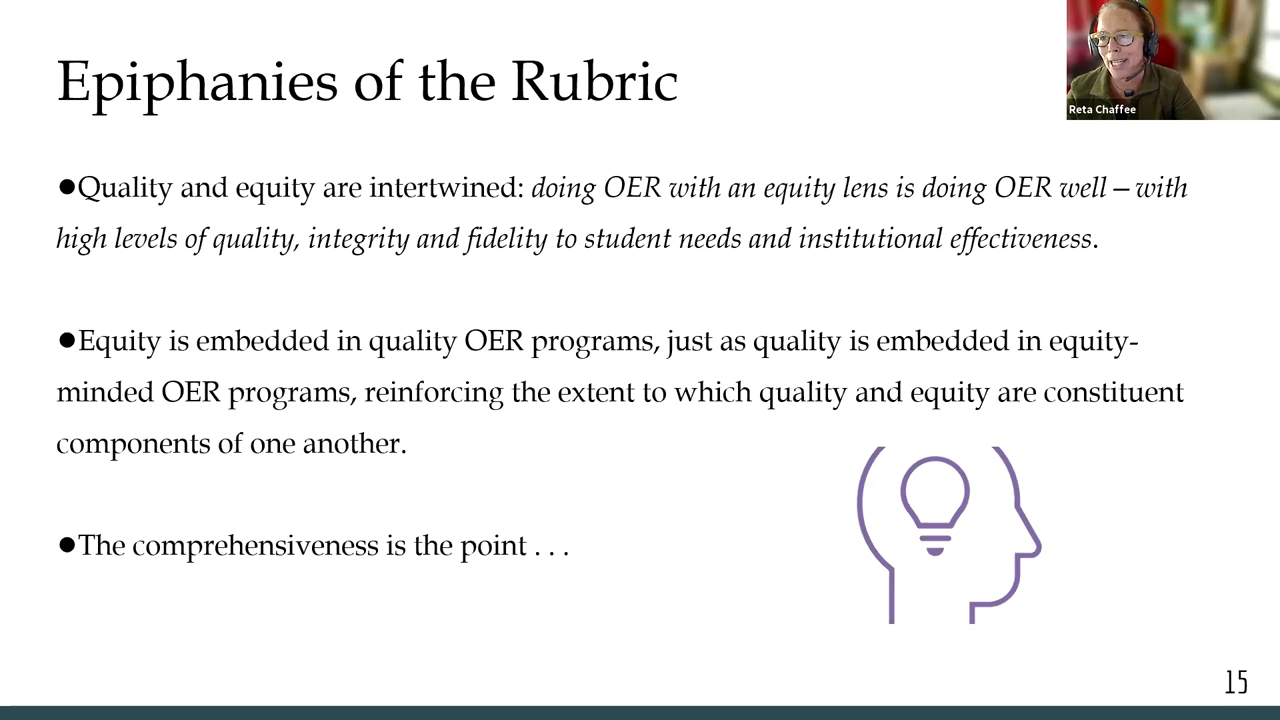 Epiphanies of the Rubric
Reta Chaffee
●Quality and equity are intertwined: doing OER with an equity lens is doing OER well – with
high levels of quality, integrity and fidelity to student needs and institutional effectiveness.
●Equity is embedded in quality OER programs, just as quality is embedded in equity-
minded OER programs, reinforcing the extent to which quality and equity are constituent
components of one another.
●The comprehensiveness is the point . . .
15